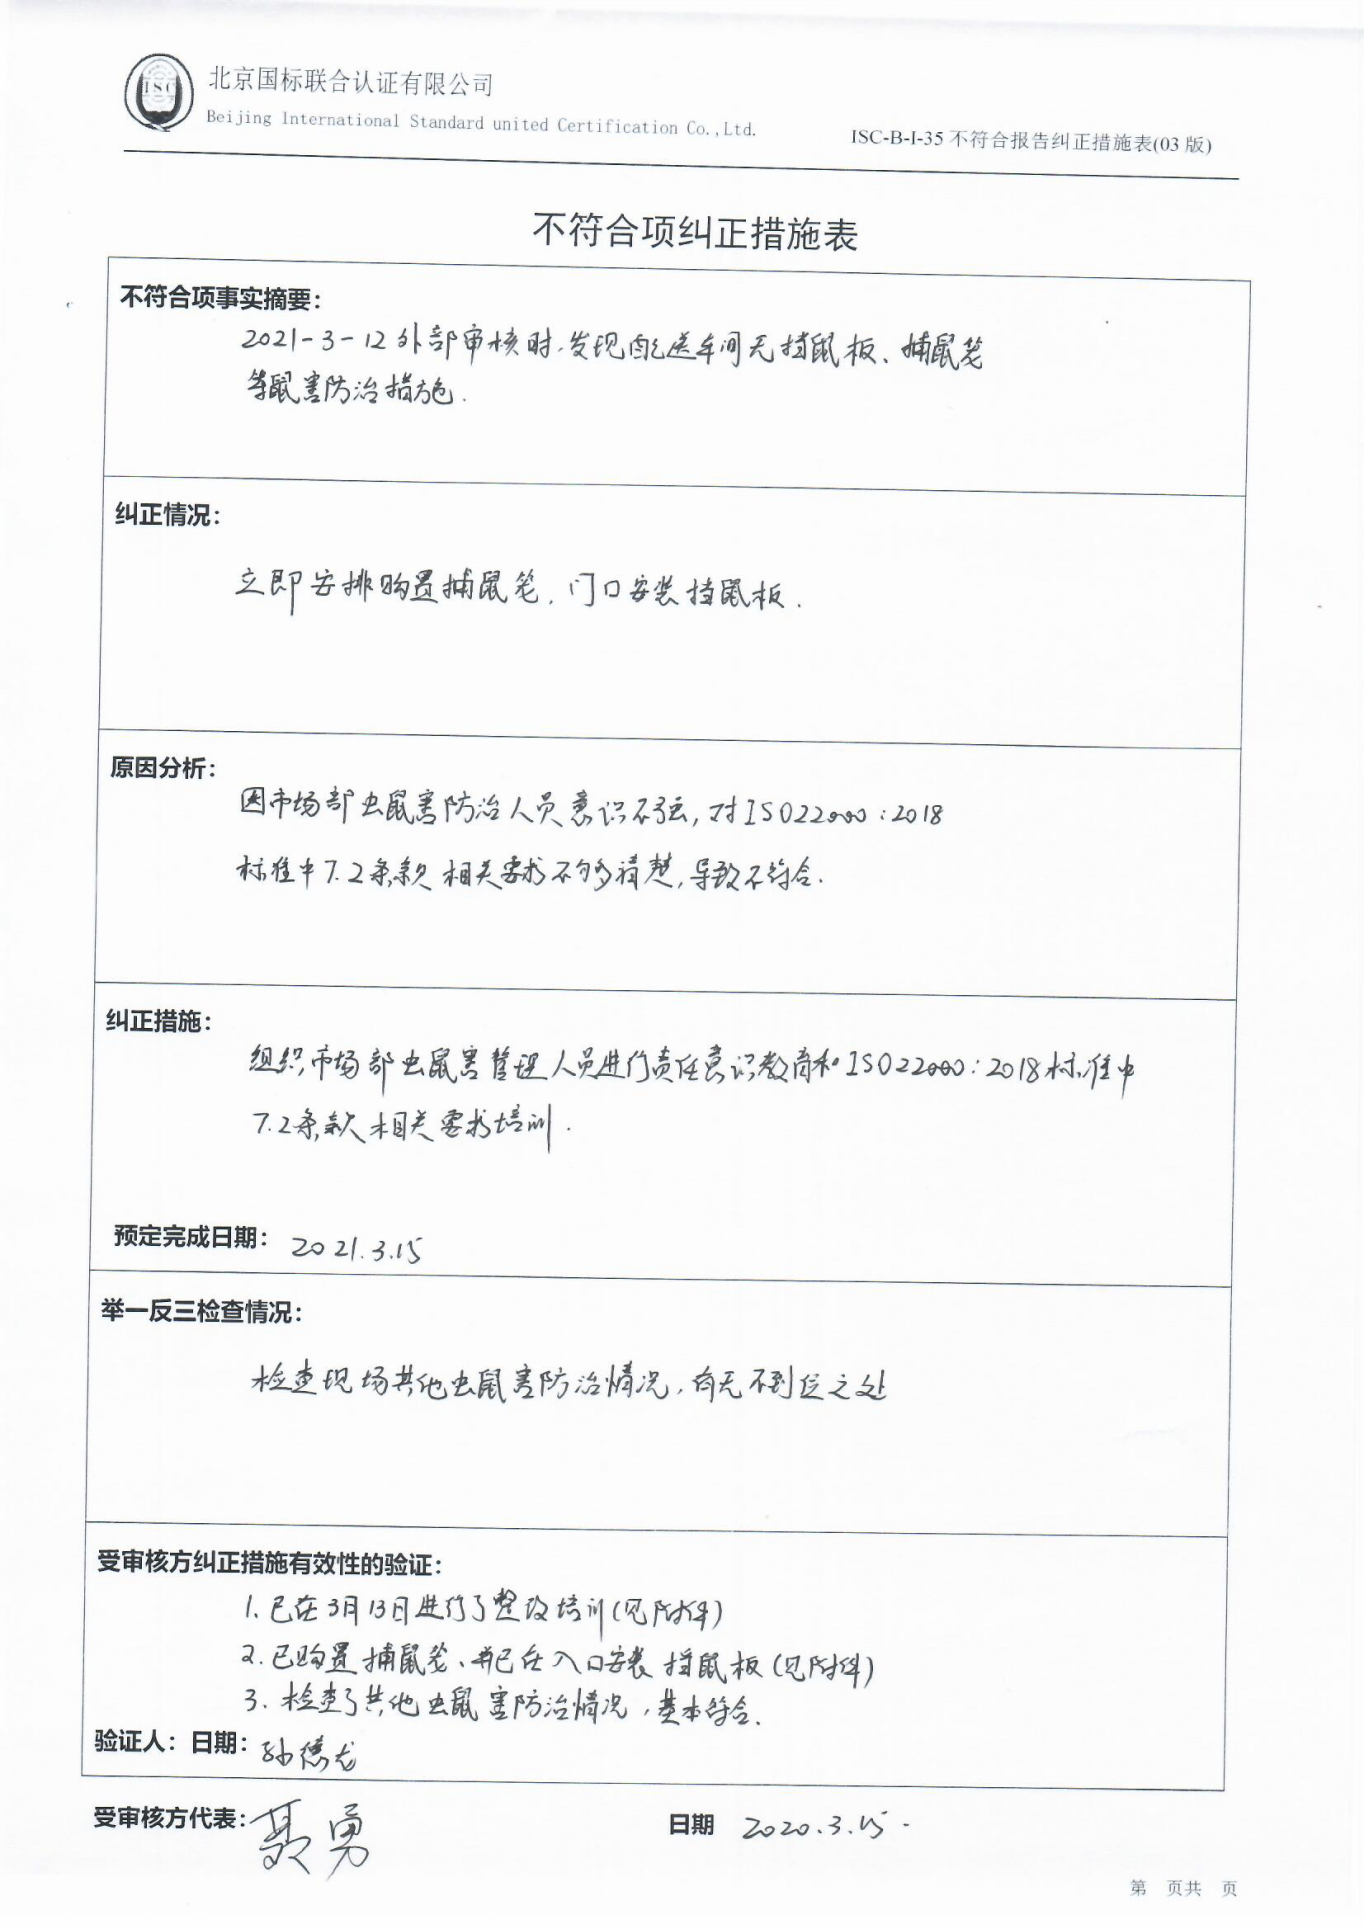 ISC
北京国标联合认证有限公司
Beijing International Standard united Certification Co.,Ltd.
ISC-B-I-35 不符合报告纠正措施表(03 版)
不符合项纠正措施表
不符合项事实摘要：
2021-3-12外部审核时,发现配送车间无挡鼠板、捕鼠笼
等鼠害防治措施.
纠正情况：
立即安排购置捕鼠笼,门口安装挡鼠板.
原因分析：
因市场部虫鼠害防治人员意识不强,对ISO22000:2018
标准中7.2条款相关要求不够清楚,导致不符合.
纠正措施：
组织市场部虫鼠害管理人员进行责任意识教育和ISO22000:2018标准中
7.2条款相关要求培训.
预定完成日期： 2021.3.15
举一反三检查情况：
检查现场其他虫鼠害防治情况,有无不到位之处
受审核方纠正措施有效性的验证：
1.已在3月13日进行了整改培训(见附件)
2.已购置捕鼠笼、并已在入口安装挡鼠板(见附件)
3.检查了其他虫鼠害防治情况,基本符合.
验证人：日期： 孙德龙
受审核方代表： 聂勇 日期 2020.3.15.
第 页共 页